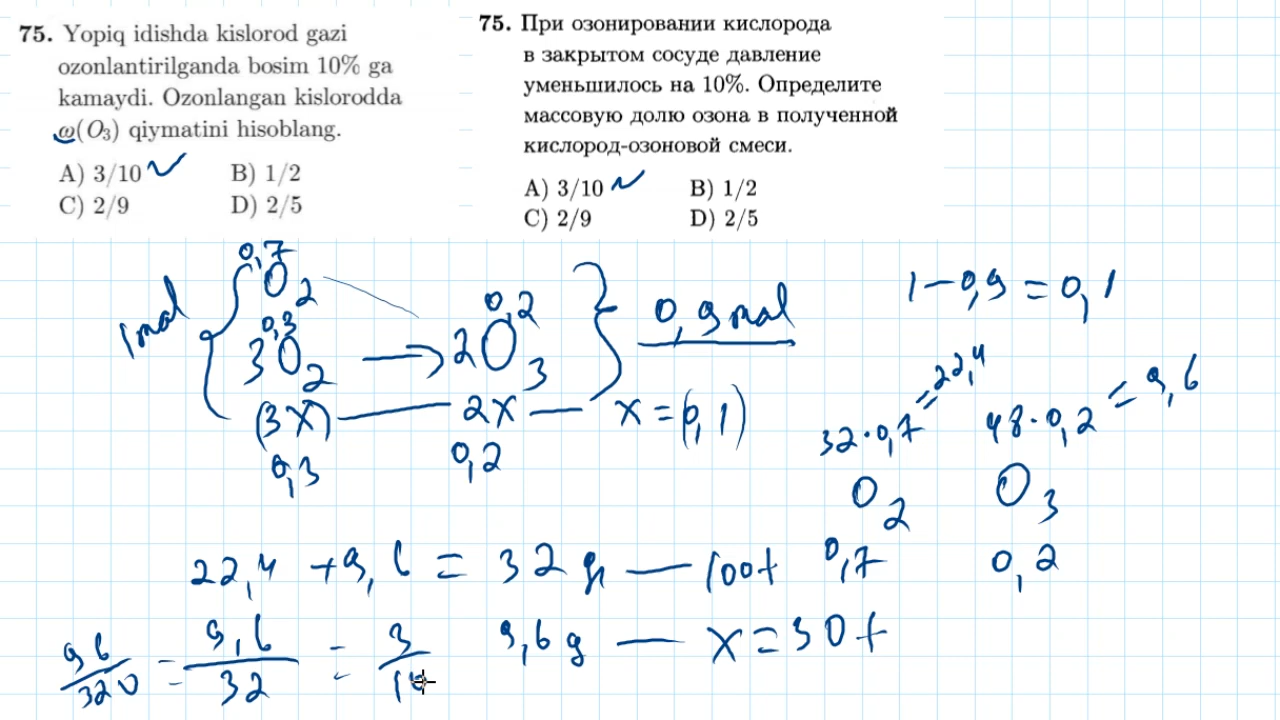 75. Yopiq idishda kislorod gazi
ozonlantirilganda bosim 10% ga
kamaydi. Ozonlangan kislorodda
ω(O₃) qiymatini hisoblang.
A) 3/10 B) 1/2
C) 2/9 D) 2/5
75. При озонировании кислорода
в закрытом сосуде давление
уменьшилось на 10%. Определите
массовую долю озона в полученной
кислород-озоновой смеси.
A) 3/10 B) 1/2
C) 2/9 D) 2/5
0,7
O₂
1mol
0,3 0,2
3O₂ → 2O₃
0,9 mol
(3x) — 2x — x = (0,1)
0,3 0,2
1 − 0,9 = 0,1
32 · 0,7 = 22,4
48 · 0,2 = 9,6
O₂ O₃
0,7 0,2
22,4 + 9,6 = 32 g — 100%
9,6 g — x = 30%
96/320 = 9,6/32 = 3/10